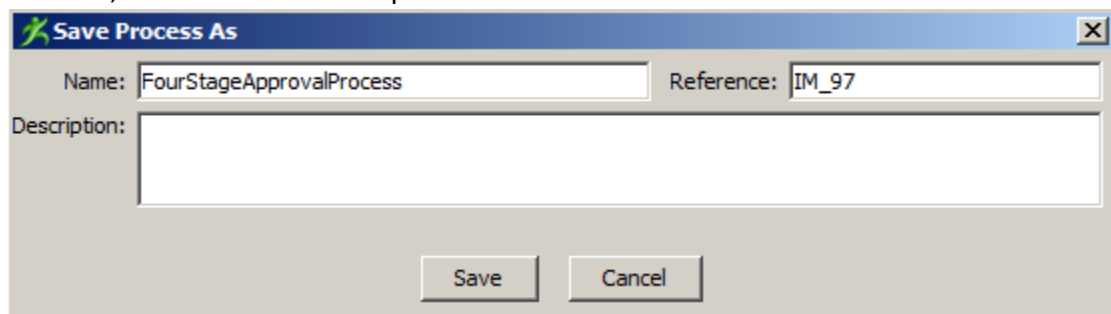 Save Process As
Name: FourStageApprovalProcess Reference: IM_97
Description:
Save Cancel